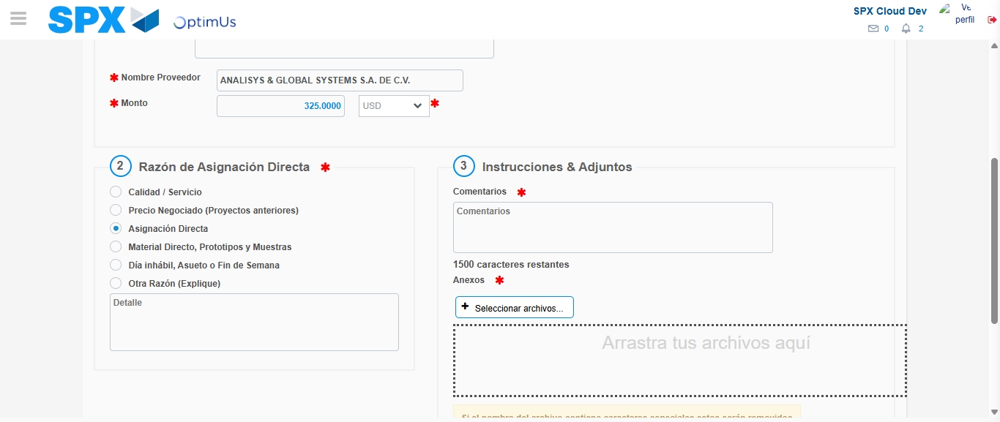 SPX
OptimUs
SPX Cloud Dev
0
2
Ve
perfil
✱ Nombre Proveedor
ANALISYS & GLOBAL SYSTEMS S.A. DE C.V.
✱ Monto
325.0000
USD
✱
2 Razón de Asignación Directa ✱
Calidad / Servicio
Precio Negociado (Proyectos anteriores)
Asignación Directa
Material Directo, Prototipos y Muestras
Día inhábil, Asueto o Fin de Semana
Otra Razón (Explique)
Detalle
3 Instrucciones & Adjuntos
Comentarios ✱
Comentarios
1500 caracteres restantes
Anexos ✱
+ Seleccionar archivos...
Arrastra tus archivos aquí
Si el nombre del archivo contiene caracteres especiales estos serán removidos